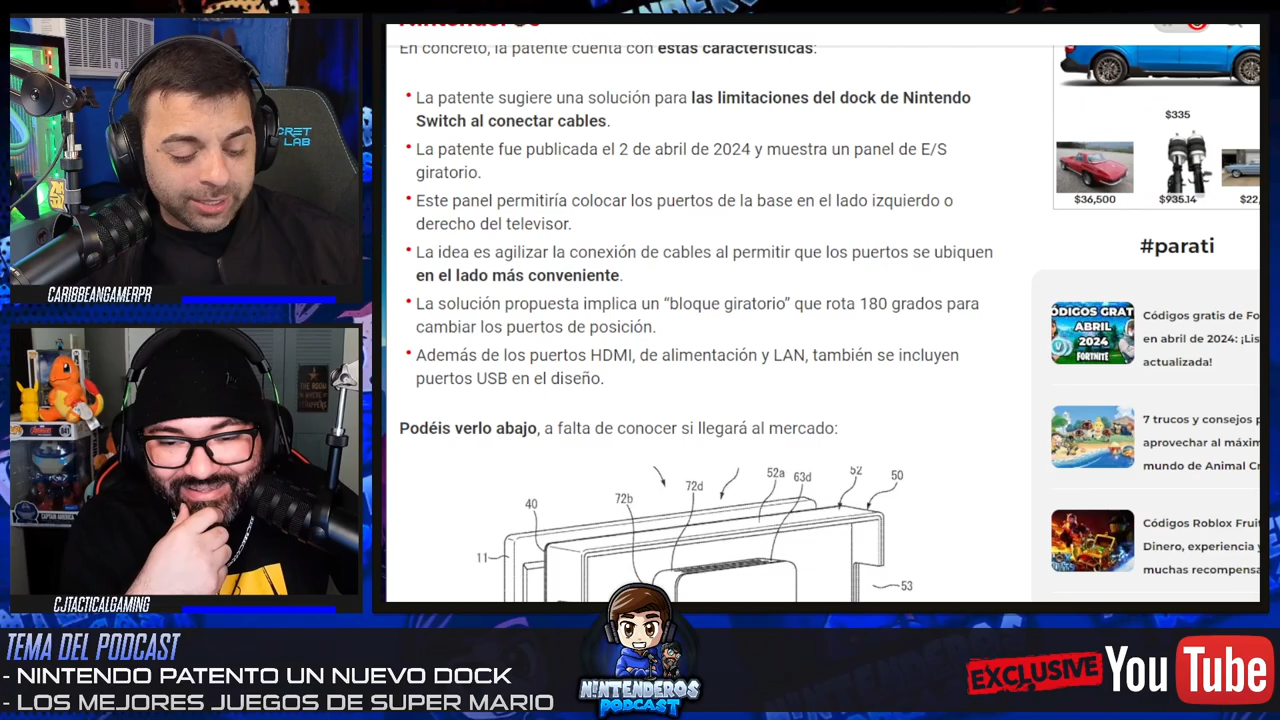 CRET
LAB
CARIBBEANGAMERPR
CJTACTICALGAMING
En concreto, la patente cuenta con estas características:
• La patente sugiere una solución para las limitaciones del dock de Nintendo
Switch al conectar cables.
• La patente fue publicada el 2 de abril de 2024 y muestra un panel de E/S
giratorio.
• Este panel permitiría colocar los puertos de la base en el lado izquierdo o
derecho del televisor.
• La idea es agilizar la conexión de cables al permitir que los puertos se ubiquen
en el lado más conveniente.
• La solución propuesta implica un “bloque giratorio” que rota 180 grados para
cambiar los puertos de posición.
• Además de los puertos HDMI, de alimentación y LAN, también se incluyen
puertos USB en el diseño.
Podéis verlo abajo, a falta de conocer si llegará al mercado:
40
72b
72d
52a
63d
52
50
11
53
$335
$36,500
$935.14
$22,
#parati
CÓDIGOS GRATIS
ABRIL
2024
FORTNITE
Códigos gratis de Fo
en abril de 2024: ¡Lis
actualizada!
7 trucos y consejos p
aprovechar al máxim
mundo de Animal Cr
Códigos Roblox Fruit
Dinero, experiencia y
muchas recompensa
TEMA DEL PODCAST
- NINTENDO PATENTO UN NUEVO DOCK
- LOS MEJORES JUEGOS DE SUPER MARIO
NINTENDEROS
PODCAST
EXCLUSIVE
YouTube